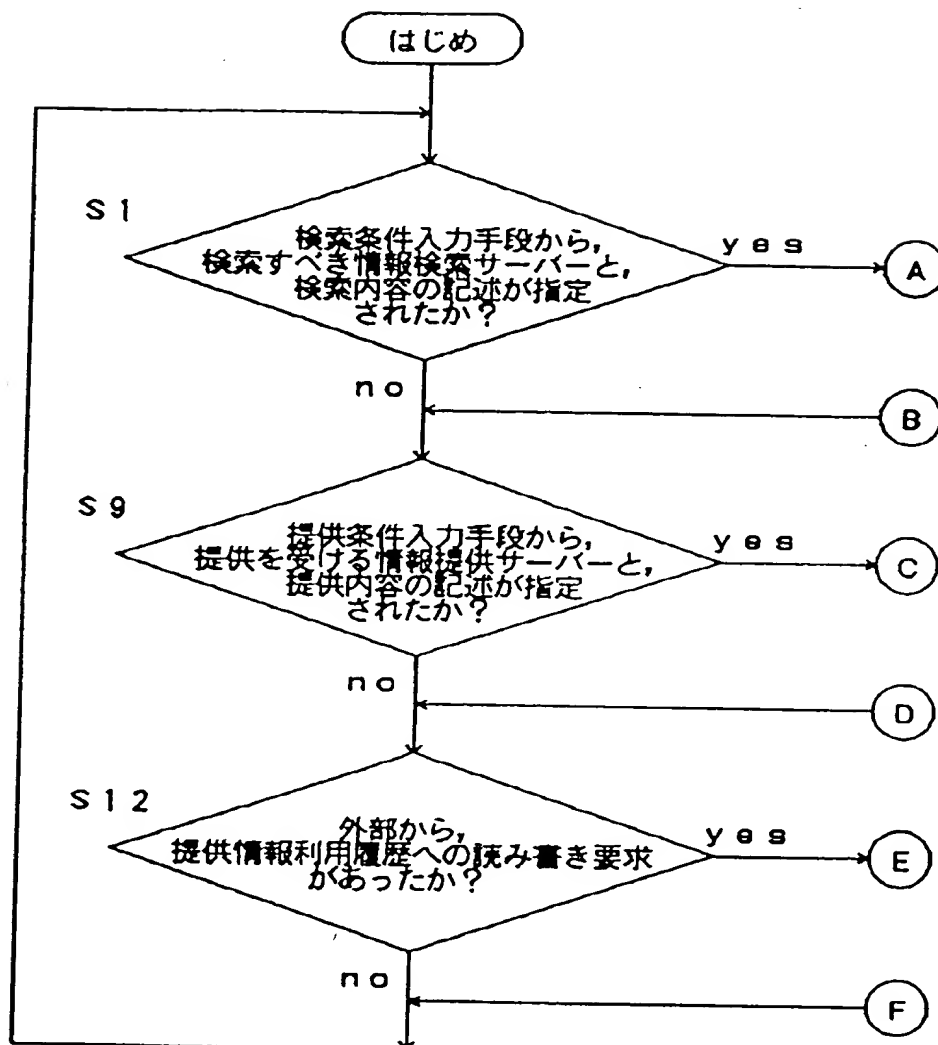 はじめ
S1
検索条件入力手段から,
検索すべき情報検索サーバーと,
検索内容の記述が指定
されたか?
yes
A
no
B
S9
提供条件入力手段から,
提供を受ける情報提供サーバーと,
提供内容の記述が指定
されたか?
yes
C
no
D
S12
外部から,
提供情報利用履歴への読み書き要求
があったか?
yes
E
no
F